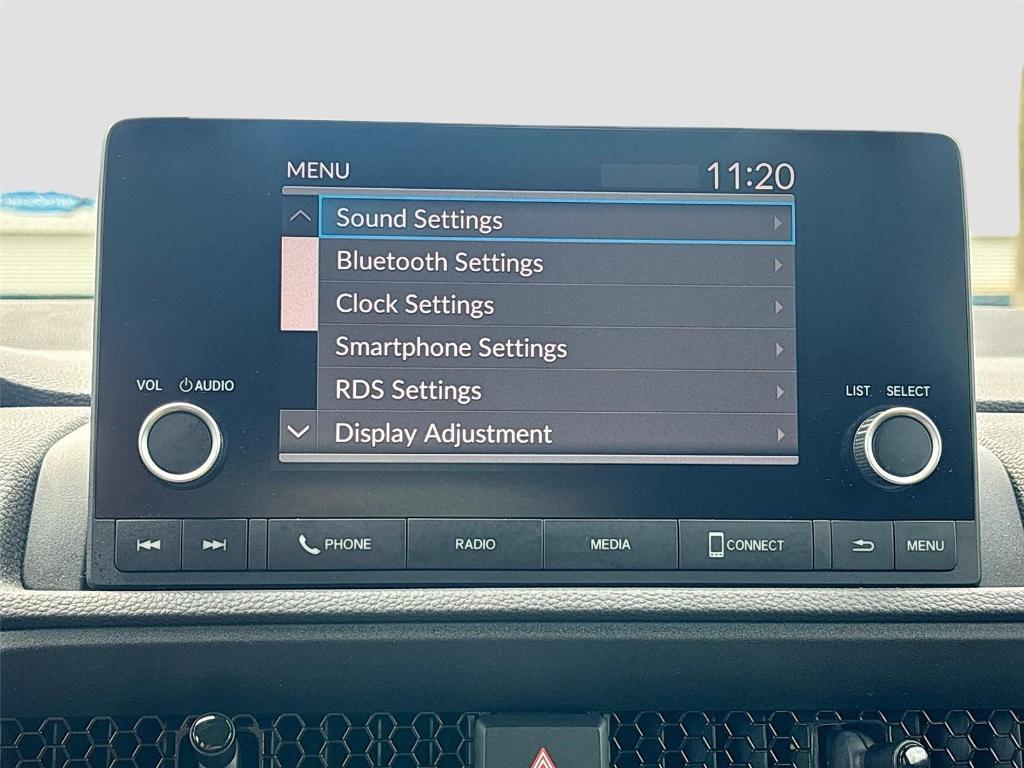 MENU 11:20
Sound Settings
Bluetooth Settings
Clock Settings
Smartphone Settings
RDS Settings
Display Adjustment
VOL AUDIO
LIST SELECT
PHONE RADIO MEDIA CONNECT MENU